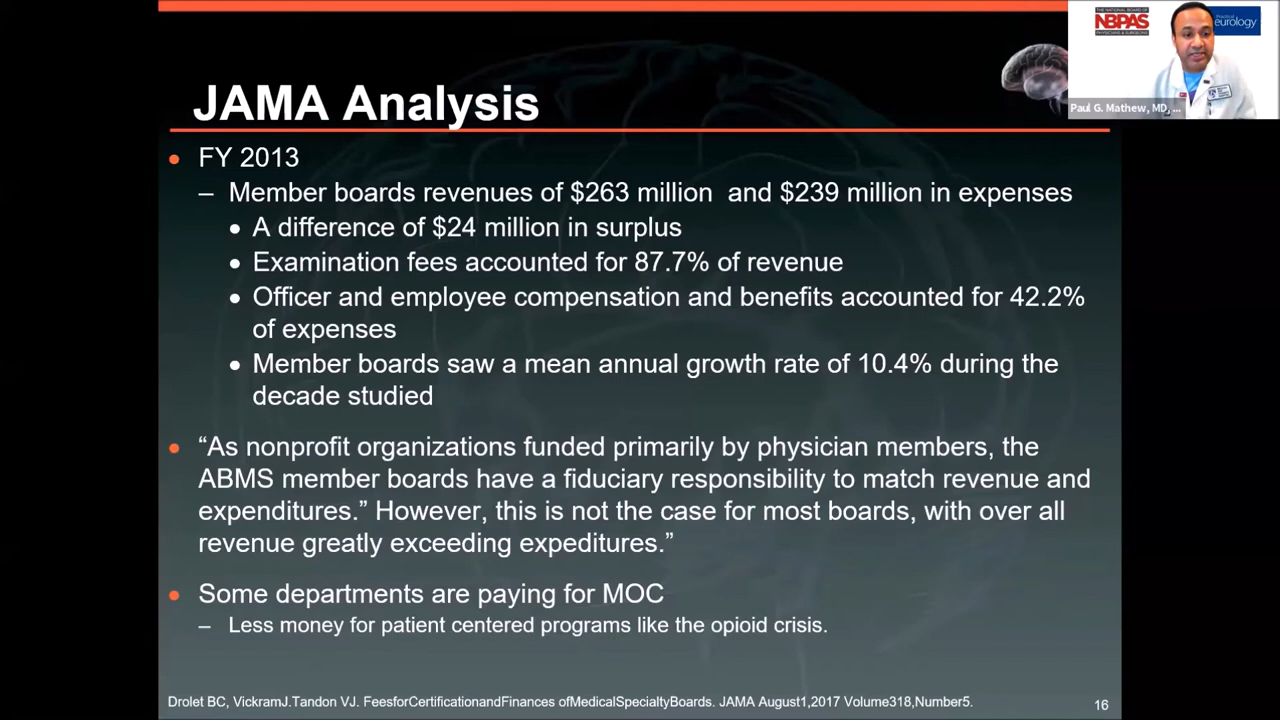 THE NATIONAL BOARD OF
NBPAS
PHYSICIANS & SURGEONS
eurology
Paul G. Mathew, MD, ...
JAMA Analysis
• FY 2013
– Member boards revenues of $263 million and $239 million in expenses
• A difference of $24 million in surplus
• Examination fees accounted for 87.7% of revenue
• Officer and employee compensation and benefits accounted for 42.2%
of expenses
• Member boards saw a mean annual growth rate of 10.4% during the
decade studied
• “As nonprofit organizations funded primarily by physician members, the
ABMS member boards have a fiduciary responsibility to match revenue and
expenditures.” However, this is not the case for most boards, with over all
revenue greatly exceeding expeditures.”
• Some departments are paying for MOC
– Less money for patient centered programs like the opioid crisis.
Drolet BC, VickramJ.Tandon VJ. FeesforCertificationandFinances ofMedicalSpecialtyBoards. JAMA August1,2017 Volume318,Number5.
16